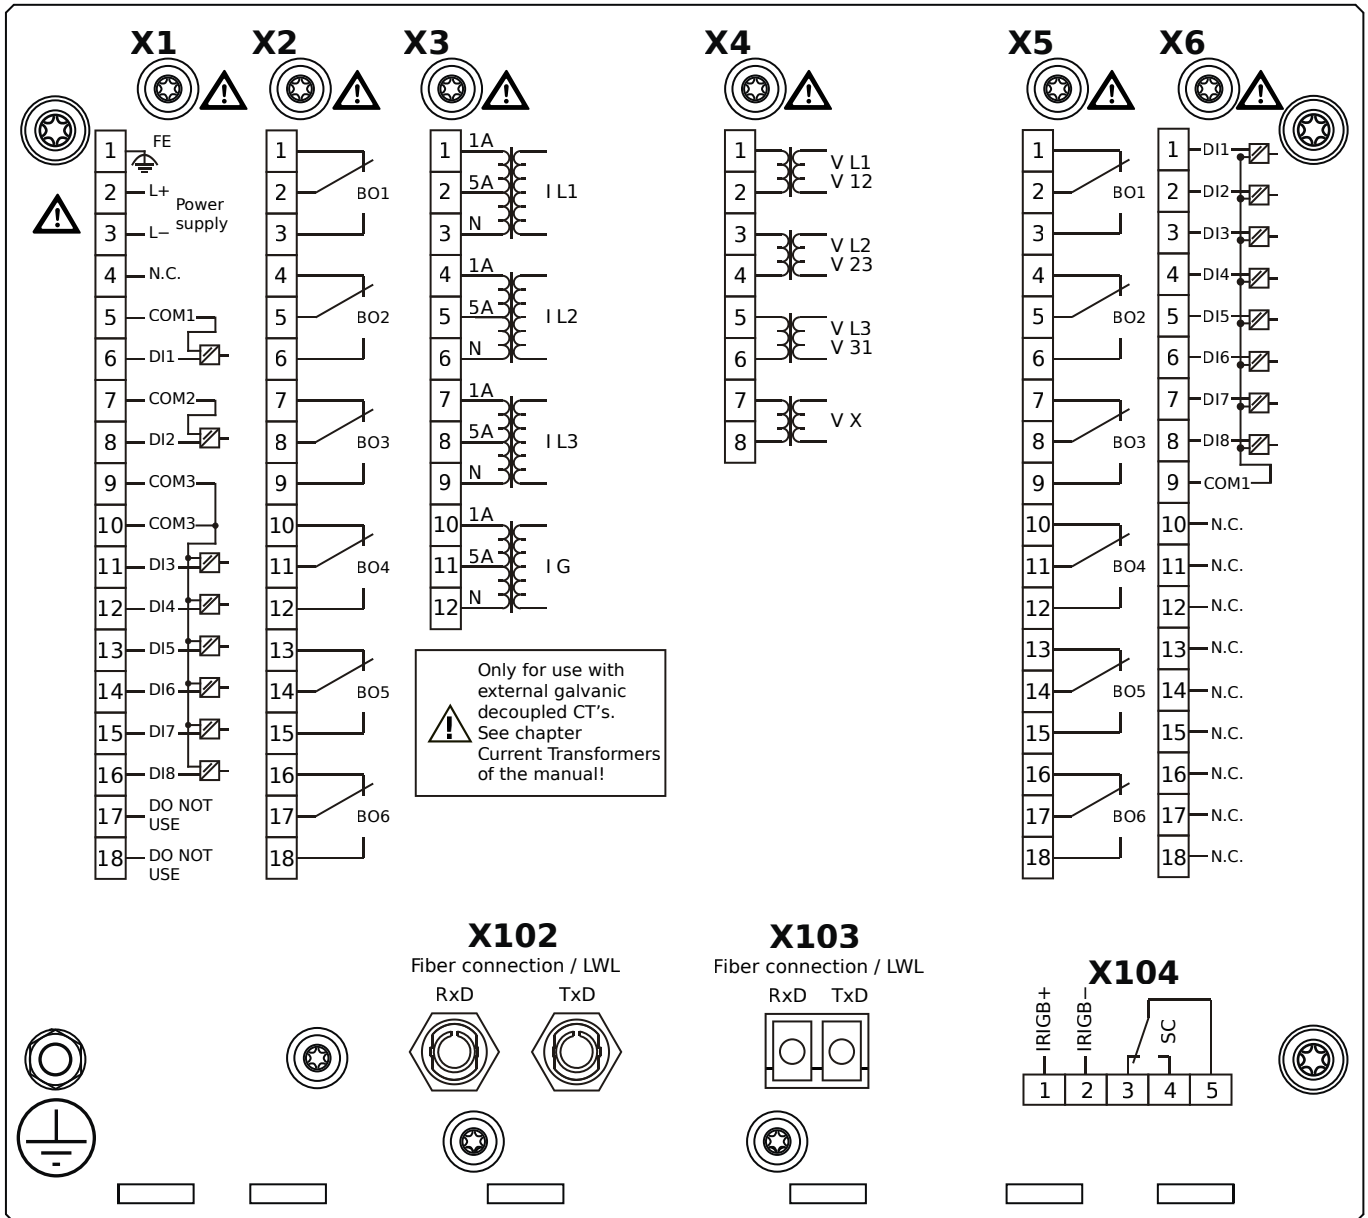 X1
1
FE
2
L+
Power
supply
3
L−
4
N.C.
5
COM1
6
DI1
7
COM2
8
DI2
9
COM3
10
COM3
11
DI3
12
DI4
13
DI5
14
DI6
15
DI7
16
DI8
17
DO NOT
USE
18
DO NOT
USE
X2
1
2
BO1
3
4
5
BO2
6
7
8
BO3
9
10
11
BO4
12
13
14
BO5
15
16
17
BO6
18
X3
1
1A
2
5A
I L1
3
N
4
1A
5
5A
I L2
6
N
7
1A
8
5A
I L3
9
N
10
1A
11
5A
I G
12
N
Only for use with
external galvanic
decoupled CT's.
See chapter
Current Transformers
of the manual!
X4
1
2
V L1
V 12
3
4
V L2
V 23
5
6
V L3
V 31
7
8
V X
X5
1
2
BO1
3
4
5
BO2
6
7
8
BO3
9
10
11
BO4
12
13
14
BO5
15
16
17
BO6
18
X6
1
DI1
2
DI2
3
DI3
4
DI4
5
DI5
6
DI6
7
DI7
8
DI8
9
COM1
10
N.C.
11
N.C.
12
N.C.
13
N.C.
14
N.C.
15
N.C.
16
N.C.
17
N.C.
18
N.C.
X102
Fiber connection / LWL
RxD TxD
X103
Fiber connection / LWL
RxD TxD
X104
IRIGB+
IRIGB−
SC
1 2 3 4 5